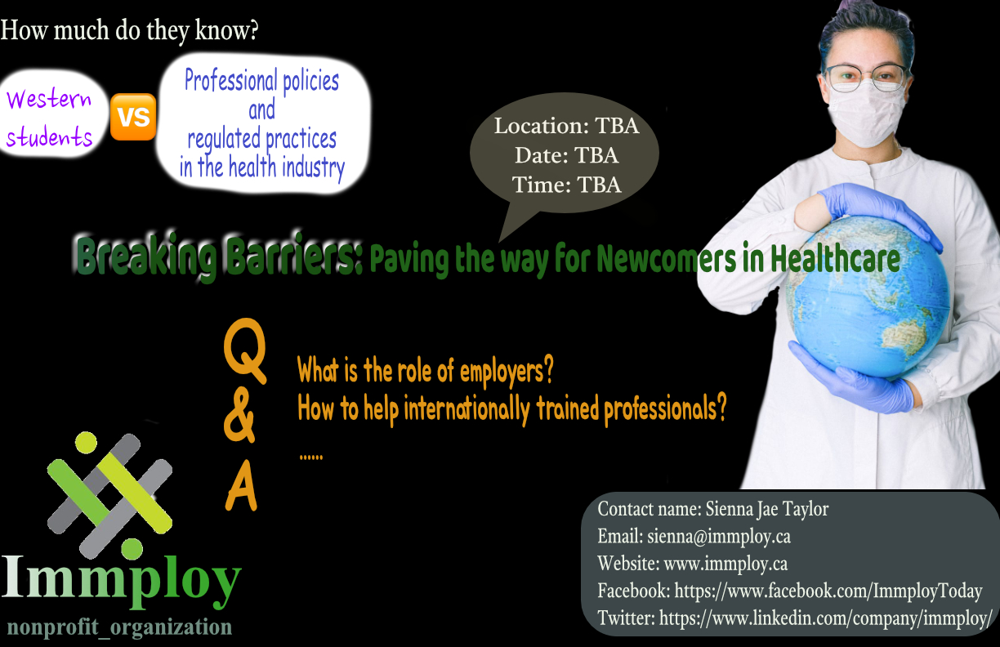 How much do they know?
Western
students
VS
Professional policies
and
regulated practices
in the health industry
Location: TBA
Date: TBA
Time: TBA
Breaking Barriers: Paving the way for Newcomers in Healthcare
Q
&
A
What is the role of employers?
How to help internationally trained professionals?
......
Immploy
nonprofit_organization
Contact name: Sienna Jae Taylor
Email: sienna@immploy.ca
Website: www.immploy.ca
Facebook: https://www.facebook.com/ImmployToday
Twitter: https://www.linkedin.com/company/immploy/